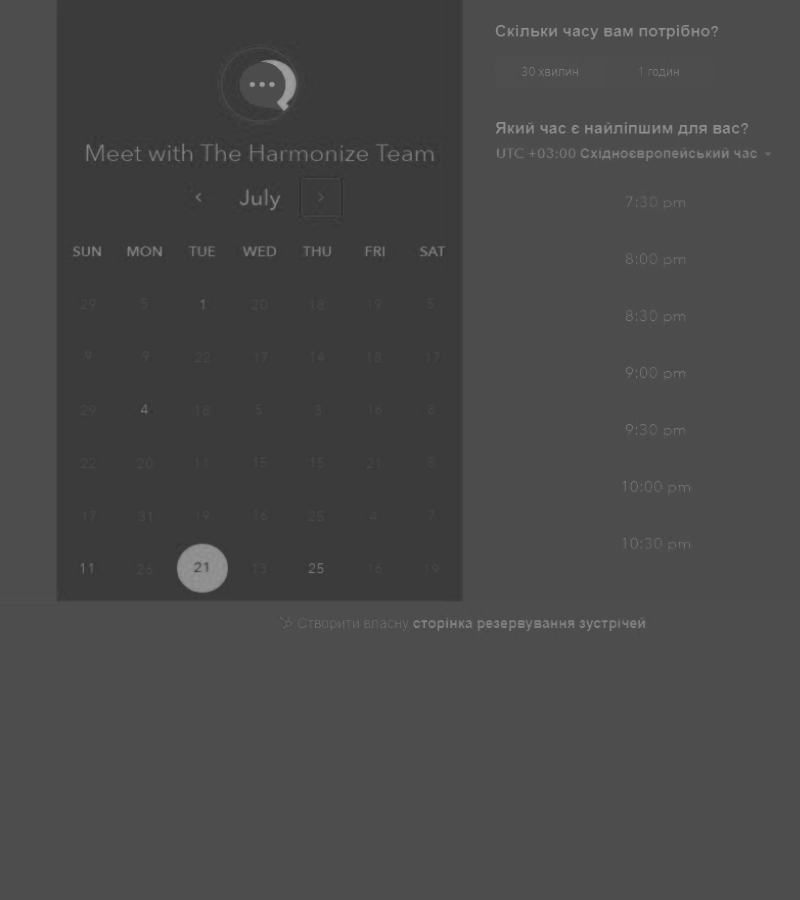 Meet with The Harmonize Team
July
SUN MON TUE WED THU FRI SAT
29 5 1 20 18 19 5
9 9 22 17 14 18 17
29 4 18 5 3 16 8
22 20 11 15 15 21 8
17 31 19 16 25 4 7
11 26 21 13 25 16 19
Скільки часу вам потрібно?
30 хвилин 1 годин
Який час є найліпшим для вас?
UTC +03:00 Східноєвропейський час
7:30 pm
8:00 pm
8:30 pm
9:00 pm
9:30 pm
10:00 pm
10:30 pm
Створити власну сторінка резервування зустрічей